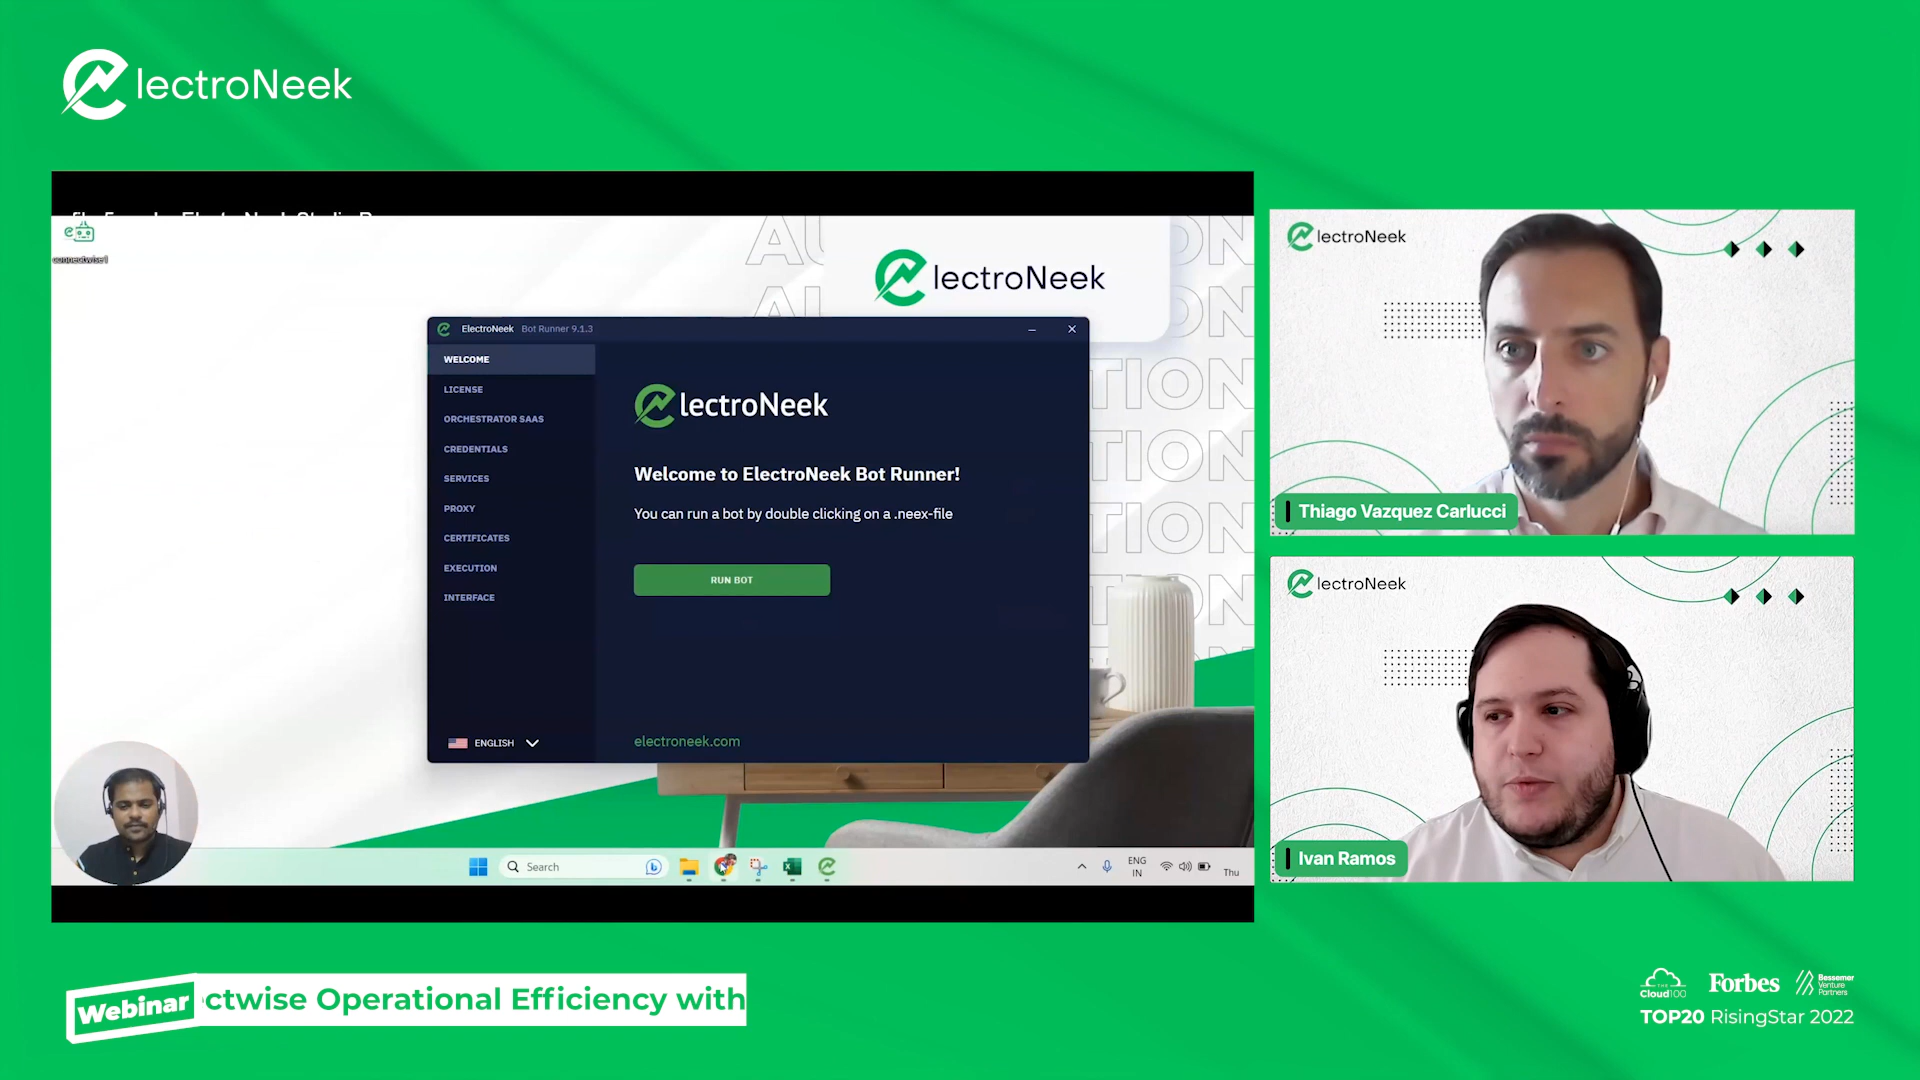 lectroNeek
connectwise1
lectroNeek
ElectroNeek Bot Runner 9.1.3
WELCOME
LICENSE
ORCHESTRATOR SAAS
CREDENTIALS
SERVICES
PROXY
CERTIFICATES
EXECUTION
INTERFACE
ENGLISH
lectroNeek
Welcome to ElectroNeek Bot Runner!
You can run a bot by double clicking on a .neex-file
RUN BOT
electroneek.com
Search
ENG
IN
Thu
lectroNeek
Thiago Vazquez Carlucci
lectroNeek
Ivan Ramos
Webinar
ctwise Operational Efficiency with
THE
Cloud100
Forbes
Bessemer
Venture
Partners
TOP20 RisingStar 2022